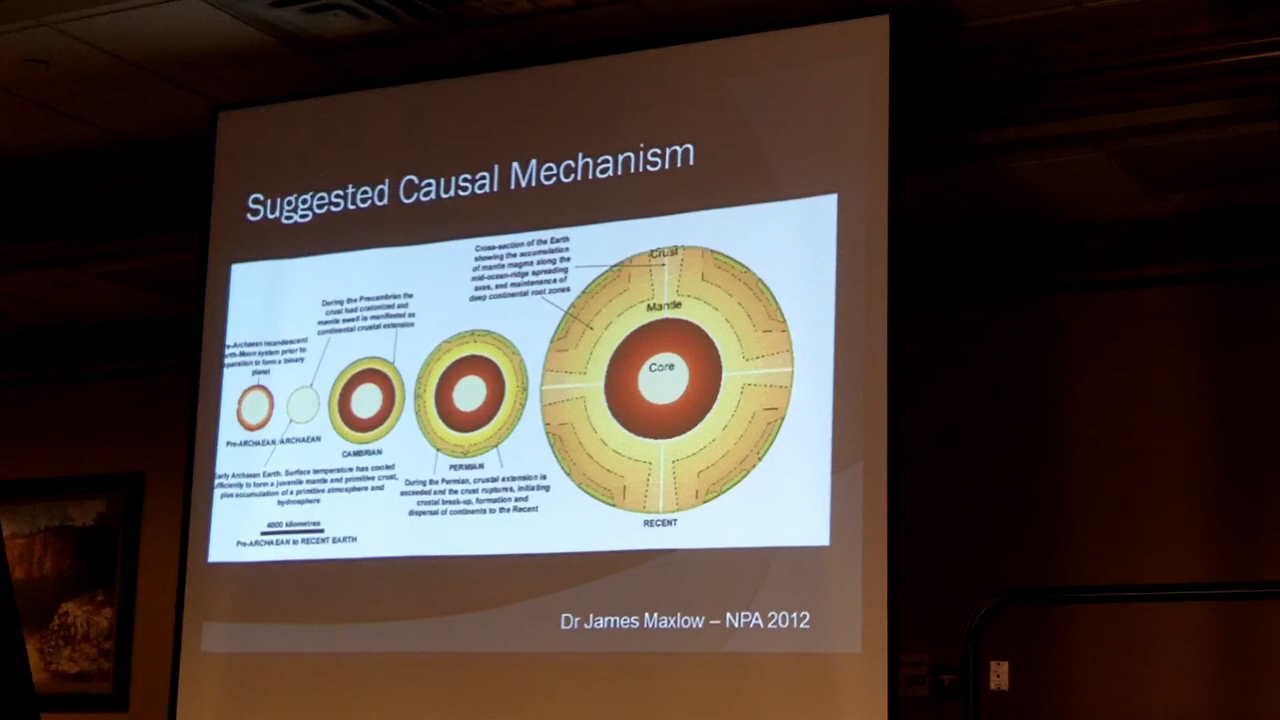 Suggested Causal Mechanism
Cross-section of the Earth
showing the accumulation
of mantle magma along the
mid-ocean-ridge spreading
axes, and maintenance of
deep continental root zones
Crust
Mantle
Core
During the Precambrian the
crust had cratonized and
mantle swell is manifested as
continental crustal extension
re-Archaean incandescent
arth-Moon system prior to
eparation to form a binary
planet
Pre-ARCHAEAN/ARCHAEAN
CAMBRIAN
PERMIAN
RECENT
Early Archaean Earth. Surface temperature has cooled
ufficiently to form a juvenile mantle and primitive crust,
plus accumulation of a primitive atmosphere and
hydrosphere
During the Permian, crustal extension is
exceeded and the crust ruptures, initiating
crustal break-up, formation and
dispersal of continents to the Recent
4000 kilometres
Pre-ARCHAEAN to RECENT EARTH
Dr James Maxlow – NPA 2012